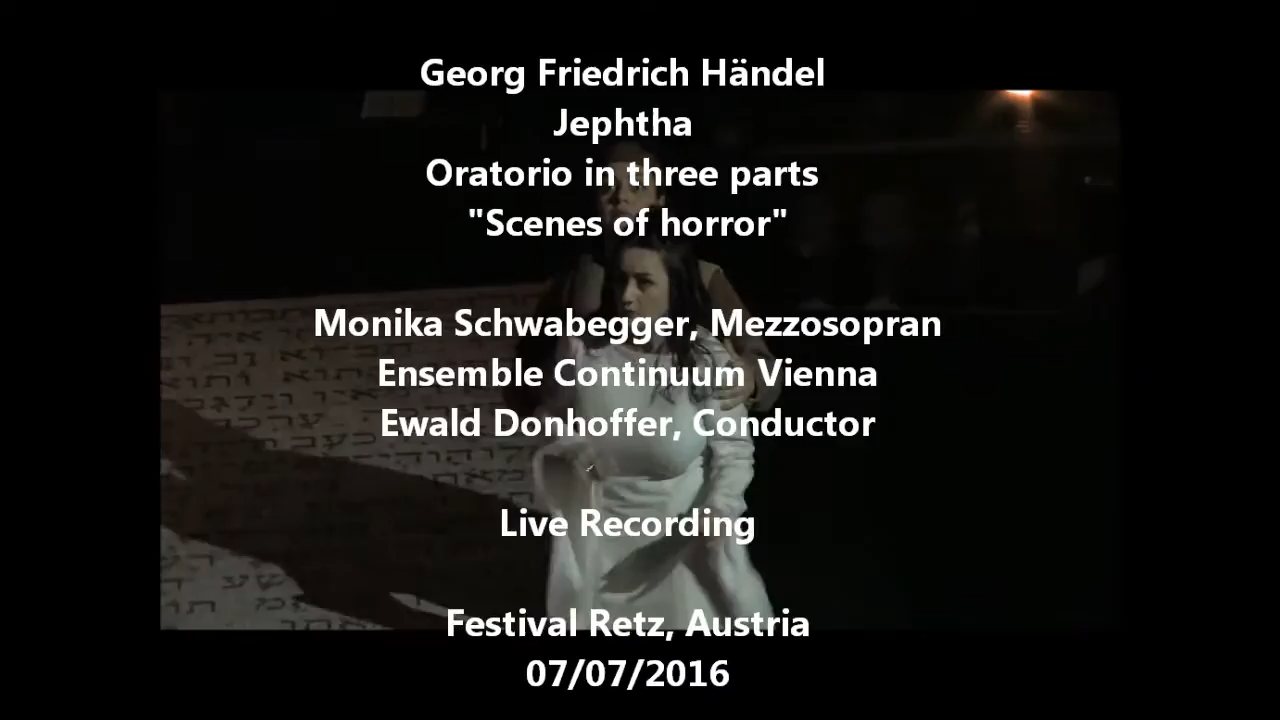 Georg Friedrich Händel
Jephtha
Oratorio in three parts
"Scenes of horror"
Monika Schwabegger, Mezzosopran
Ensemble Continuum Vienna
Ewald Donhoffer, Conductor
Live Recording
Festival Retz, Austria
07/07/2016